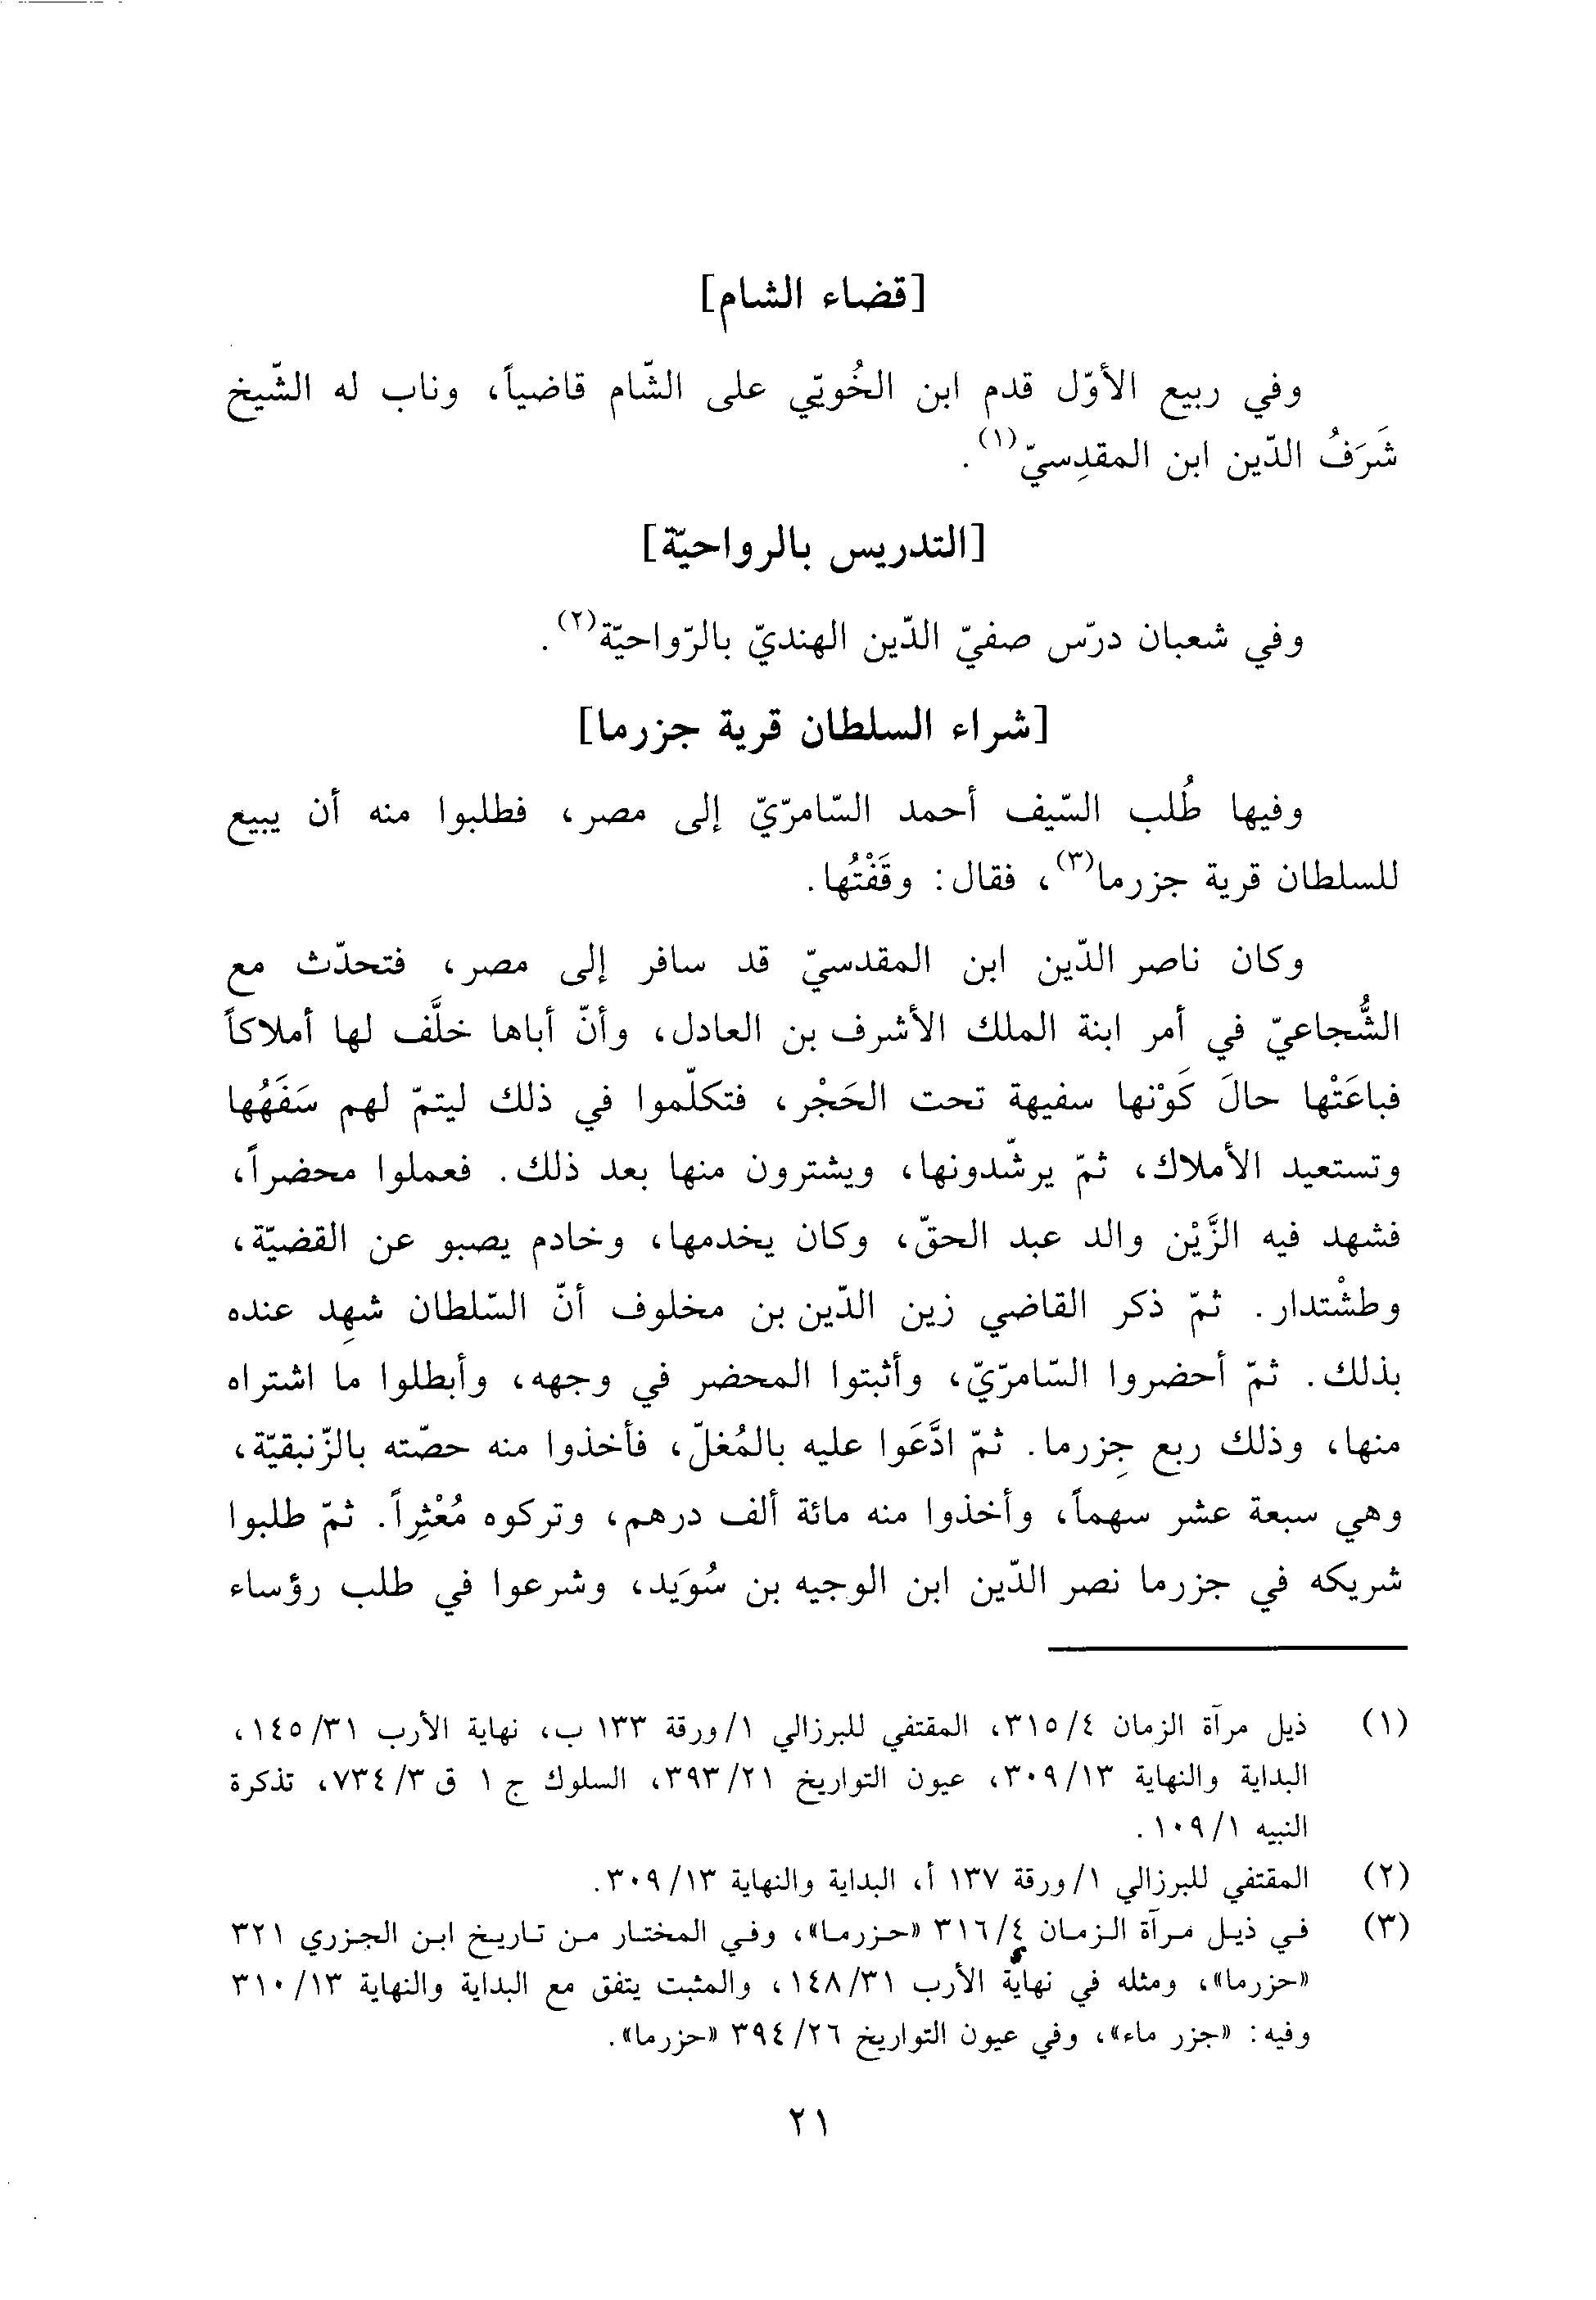 [قضاء الشام]
وفي ربيع الأوّل قدم ابن الخُويّي على الشّام قاضياً، وناب له الشّيخ
شَرَفُ الدّين ابن المقدِسيّ(١).
[التدريس بالرواحيّة]
وفي شعبان درّس صفيّ الدّين الهنديّ بالرّواحيّة(٢).
[شراء السلطان قرية جزرما]
وفيها طُلب السّيف أحمد السّامرّيّ إلى مصر، فطلبوا منه أن يبيع
للسلطان قرية جزرما(٣)، فقال: وقَفْتُها.
وكان ناصر الدّين ابن المقدسيّ قد سافر إلى مصر، فتحدّث مع
الشُّجاعيّ في أمر ابنة الملك الأشرف بن العادل، وأنّ أباها خلَّف لها أملاكاً
فباعَتْها حالَ كَوْنها سفيهة تحت الحَجْر، فتكلّموا في ذلك ليتمّ لهم سَفَهُها
وتستعيد الأملاك، ثمّ يرشّدونها، ويشترون منها بعد ذلك. فعملوا محضراً،
فشهد فيه الزَّيْن والد عبد الحقّ، وكان يخدمها، وخادم يصبو عن القضيّة،
وطشْتدار. ثمّ ذكر القاضي زين الدّين بن مخلوف أنّ السّلطان شهِد عنده
بذلك. ثمّ أحضروا السّامرّيّ، وأثبتوا المحضر في وجهه، وأبطلوا ما اشتراه
منها، وذلك ربع جِزرما. ثمّ ادَّعَوا عليه بالمُغلّ، فأخذوا منه حصّته بالزّنبقيّة،
وهي سبعة عشر سهماً، وأخذوا منه مائة ألف درهم، وتركوه مُعْثِراً. ثمّ طلبوا
شريكه في جزرما نصر الدّين ابن الوجيه بن سُوَيد، وشرعوا في طلب رؤساء
(١) ذيل مرآة الزمان ٤/ ٣١٥، المقتفي للبرزالي ١/ ورقة ١٣٣ ب، نهاية الأرب ٣١/ ١٤٥،
البداية والنهاية ١٣/ ٣٠٩، عيون التواريخ ٢١/ ٣٩٣، السلوك ج ١ ق ٣/ ٧٣٤، تذكرة
النبيه ١/ ١٠٩.
(٢) المقتفي للبرزالي ١/ ورقة ١٣٧ أ، البداية والنهاية ١٣/ ٣٠٩.
(٣) في ذيل مرآة الزمان ٤/ ٣١٦ «حزرما»، وفي المختار من تاريخ ابن الجزري ٣٢١
«حزرما»، ومثله في نهاية الأرب ٣١/ ١٤٨، والمثبت يتفق مع البداية والنهاية ١٣/ ٣١٠
وفيه: «جزر ماء»، وفي عيون التواريخ ٢٦/ ٣٩٤ «حزرما».
٢١